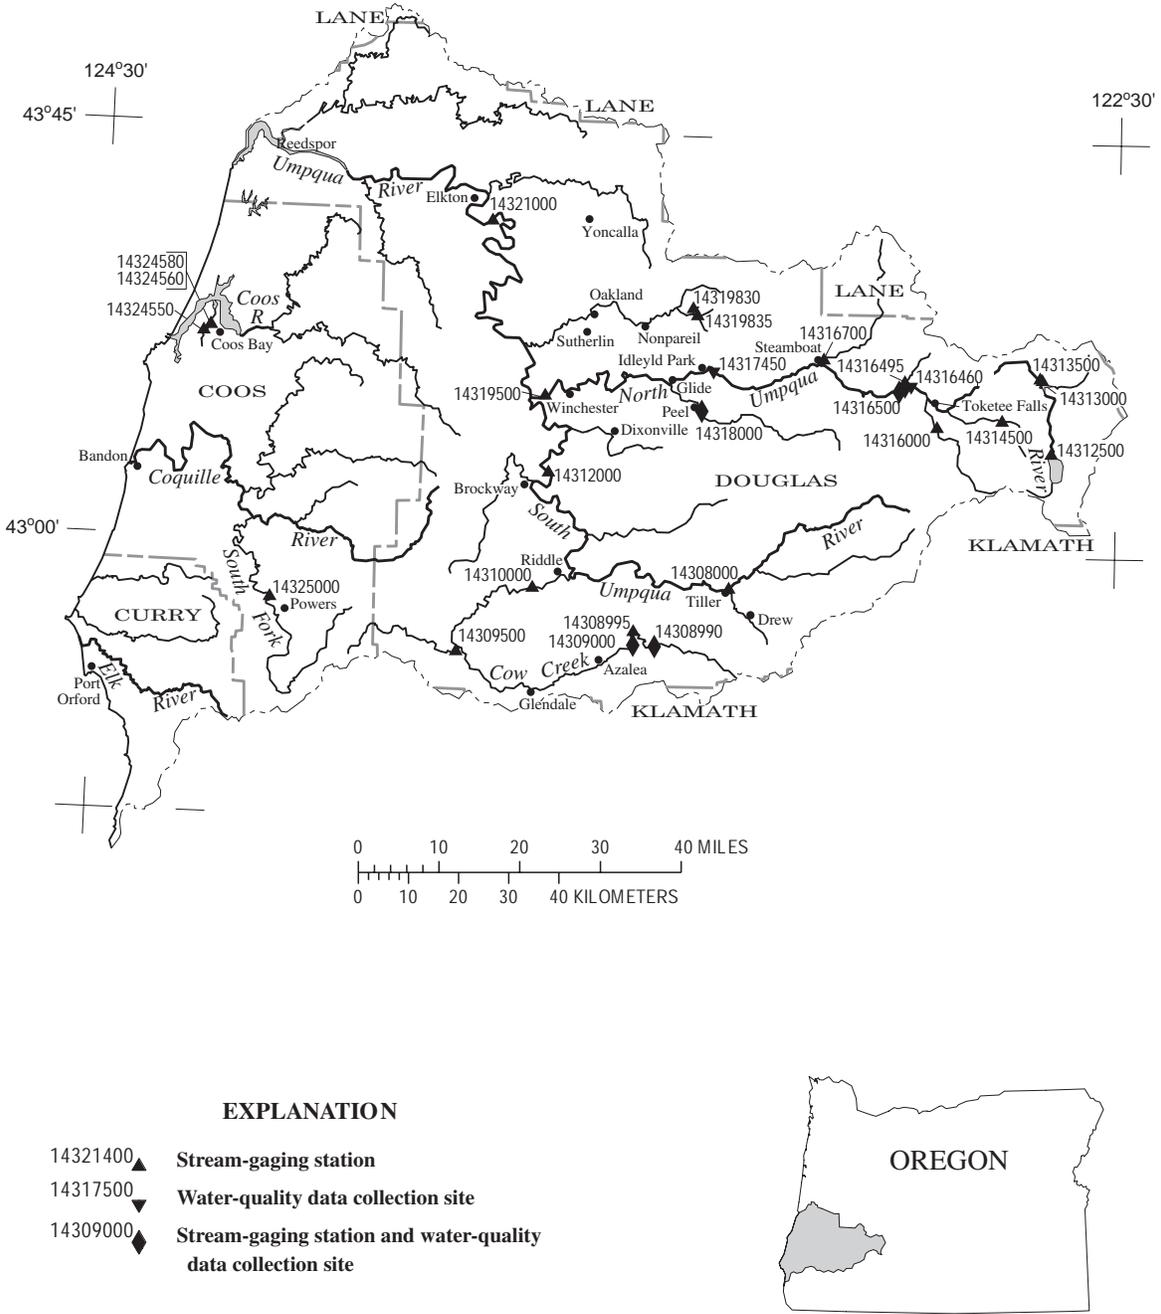 LANE
124°30'
122°30'
43°45'
LANE
Reedspor
Umpqua
River
Elkton
14321000
Yoncalla
14324580
14324560
14324550
Coos
R
Coos Bay
Oakland
Sutherlin
14319830
14319835
Nonpareil
LANE
14316700
Steamboat
Idleyld Park
14317450
14316495
14316460
14313500
14313000
COOS
14319500
Winchester
North
Glide
Umpqua
14316500
Toketee Falls
Peel
14318000
14316000
14314500
Dixonville
River
14312500
Bandon
Coquille
14312000
Brockway
DOUGLAS
South
43°00'
River
River
KLAMATH
South
Fork
Riddle
14310000
14308000
Umpqua
Tiller
14325000
Powers
CURRY
14308995
14309000
14308990
Drew
14309500
Cow
Creek
Azalea
Port
Orford
Elk
River
Glendale
KLAMATH
0 10 20 30 40 MILES
0 10 20 30 40 KILOMETERS
EXPLANATION
14321400 Stream-gaging station
14317500 Water-quality data collection site
14309000 Stream-gaging station and water-quality
data collection site
OREGON